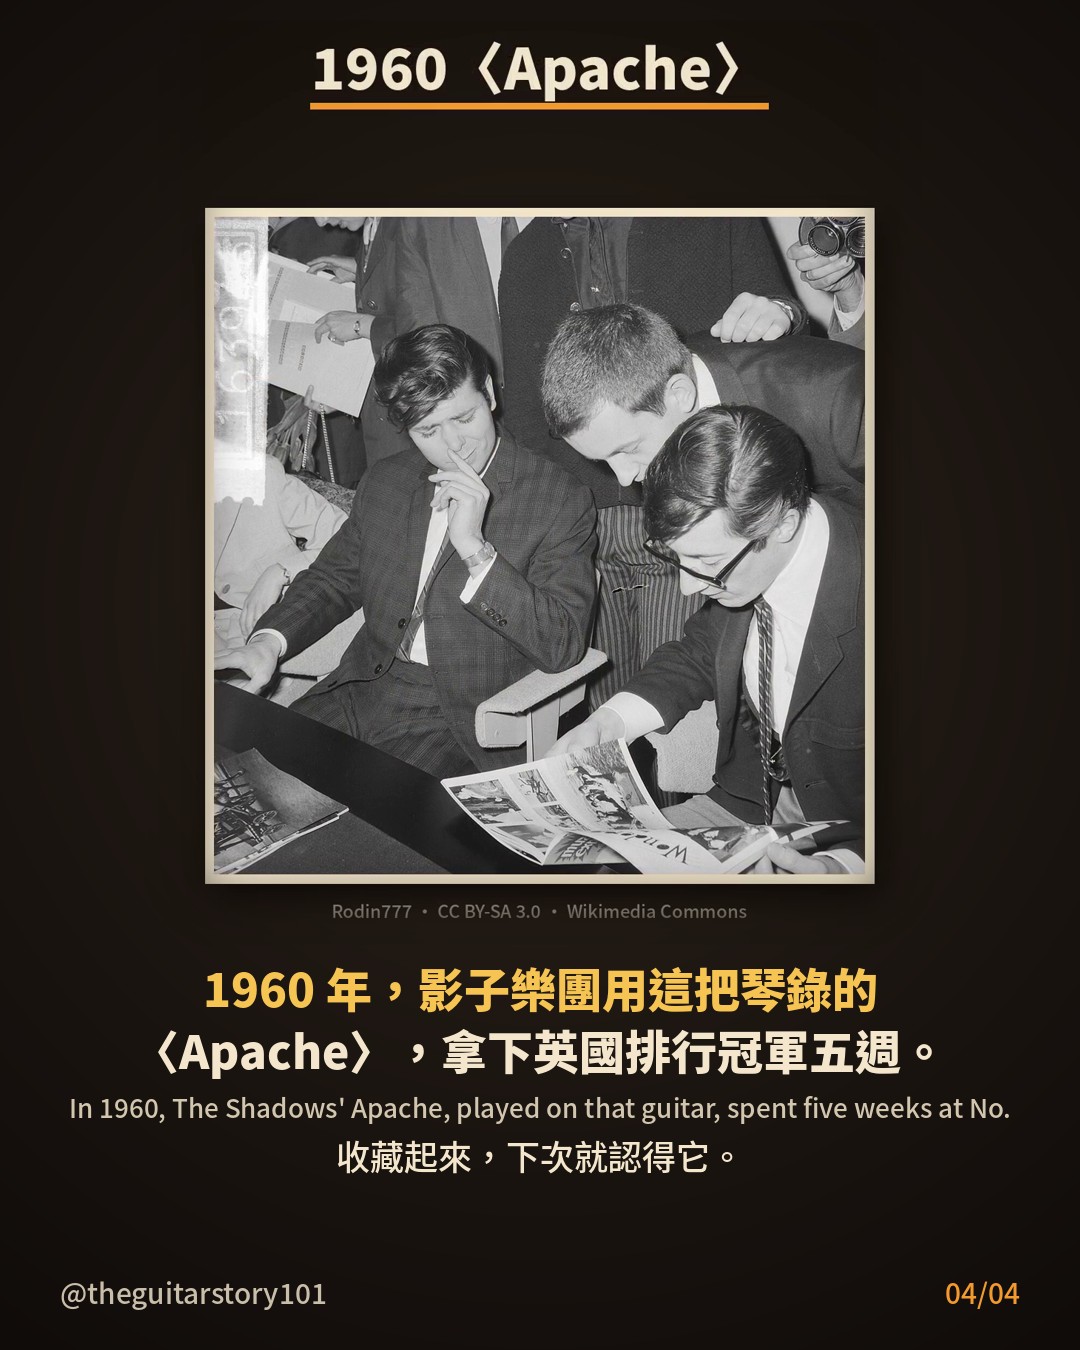 1960〈Apache〉
Rodin777 • CC BY-SA 3.0 • Wikimedia Commons
1960 年，影子樂團用這把琴錄的
〈Apache〉，拿下英國排行冠軍五週。
In 1960, The Shadows' Apache, played on that guitar, spent five weeks at No.
收藏起來，下次就認得它。
@theguitarstory101
04/04